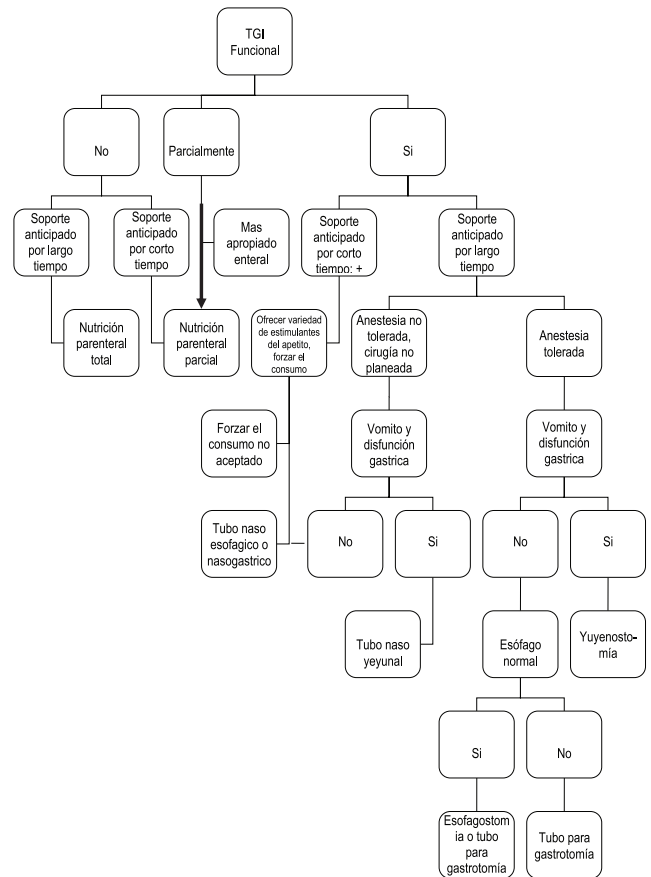 TGI
Funcional
No
Parcialmente
Si
Soporte
anticipado
por largo
tiempo
Soporte
anticipado
por corto
tiempo
Mas
apropiado
enteral
Soporte
anticipado
por corto
tiempo: +
Soporte
anticipado
por largo
tiempo
Nutrición
parenteral
total
Nutrición
parenteral
parcial
Ofrecer variedad
de estimulantes
del apetito,
forzar el
consumo
Anestesia no
tolerada,
cirugía no
planeada
Anestesia
tolerada
Forzar el
consumo no
aceptado
Vomito y
disfunción
gastrica
Vomito y
disfunción
gastrica
Tubo naso
esofagico o
nasogastrico
No
Si
No
Si
Tubo naso
yeyunal
Esófago
normal
Yuyenosto-
mía
Si
No
Esofagostom
ia o tubo
para
gastrotomía
Tubo para
gastrotomía